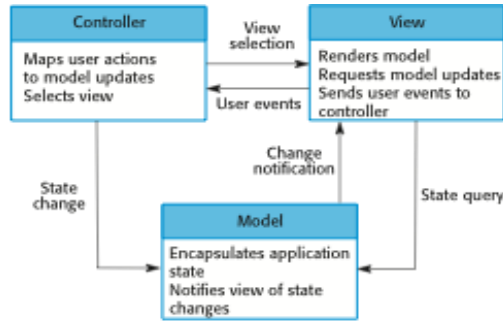 Controller
Maps user actions
to model updates
Selects view
View
selection
User events
View
Renders model
Requests model updates
Sends user events to
controller
State
change
Change
notification
State query
Model
Encapsulates application
state
Notifies view of state
changes